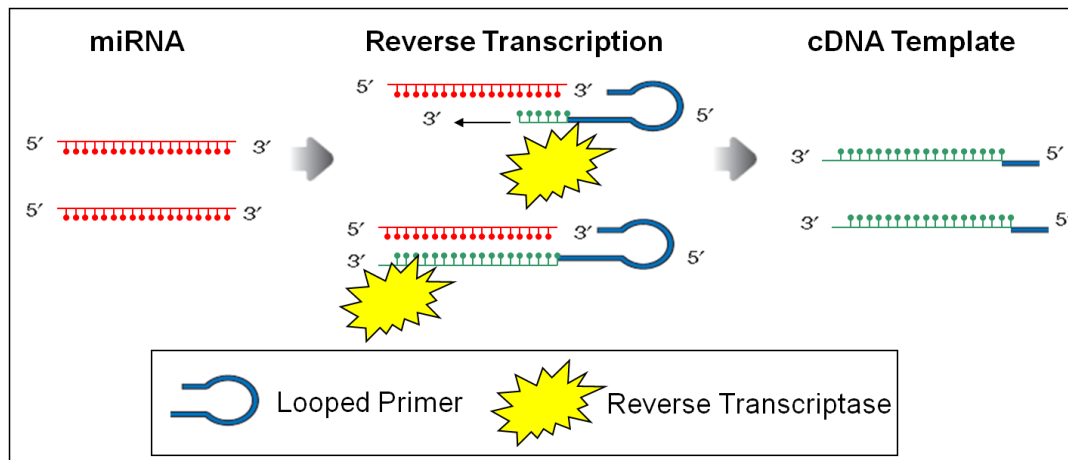 miRNA
Reverse Transcription
cDNA Template
5′ 3′
5′ 3′
5′ 3′
3′ 5′
5′ 3′
3′ 5′
3′ 5′
3′ 5′
Looped Primer
Reverse Transcriptase